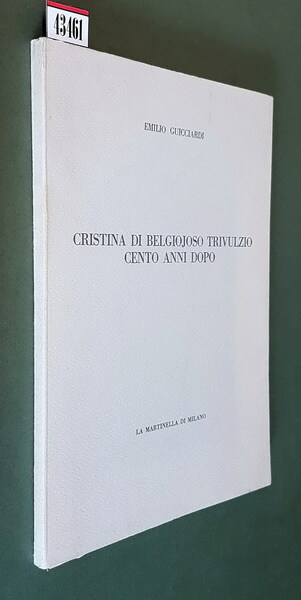 43461
EMILIO GUICCIARDI
CRISTINA DI BELGIOJOSO TRIVULZIO
CENTO ANNI DOPO
LA MARTINELLA DI MILANO